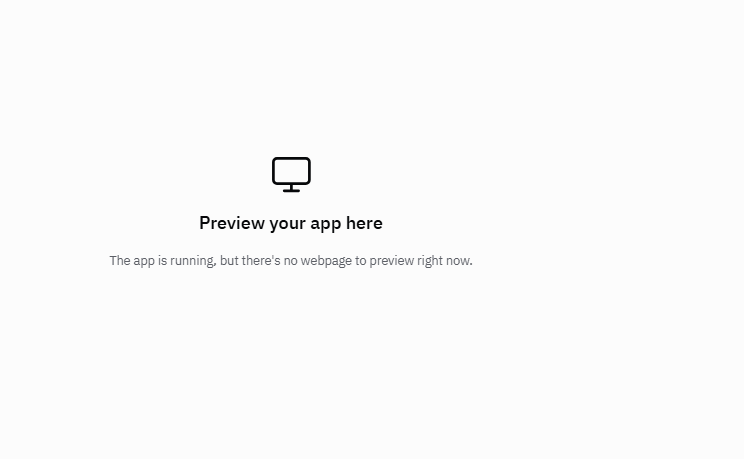 Preview your app here
The app is running, but there's no webpage to preview right now.